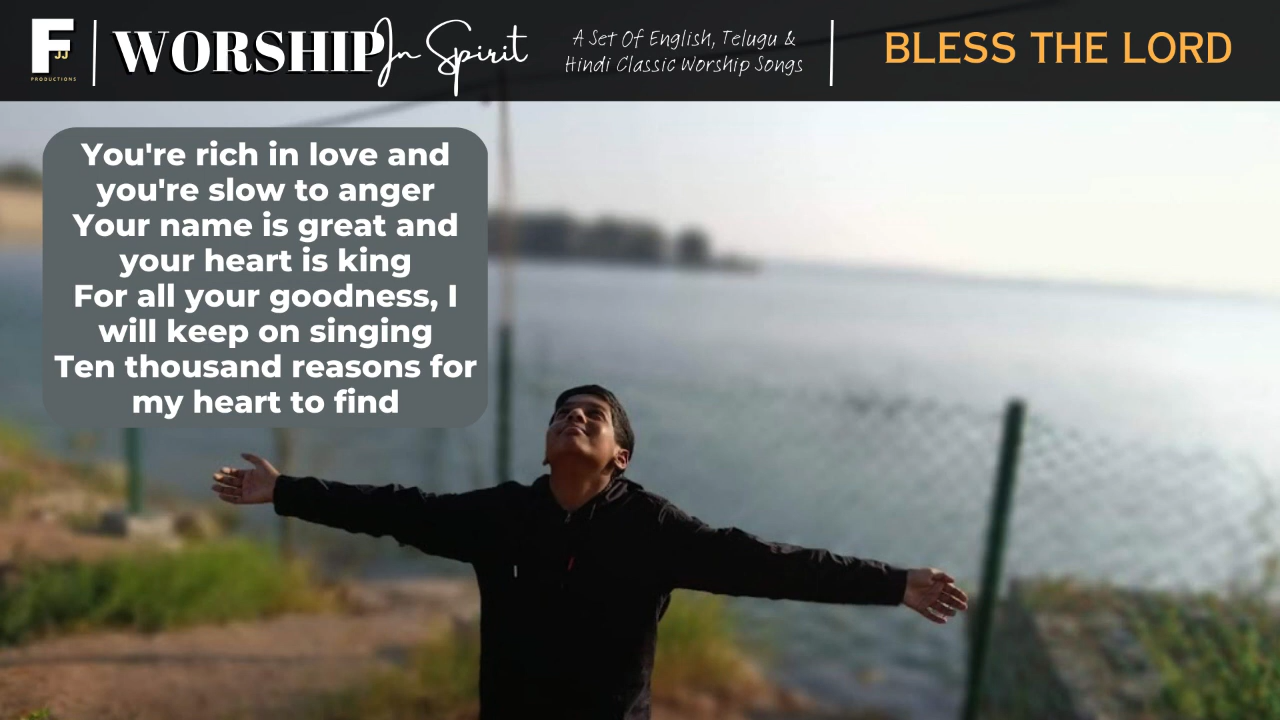 F
JJ
PRODUCTIONS
WORSHIP In Spirit
A Set Of English, Telugu &
Hindi Classic Worship Songs
BLESS THE LORD
You're rich in love and
you're slow to anger
Your name is great and
your heart is king
For all your goodness, I
will keep on singing
Ten thousand reasons for
my heart to find